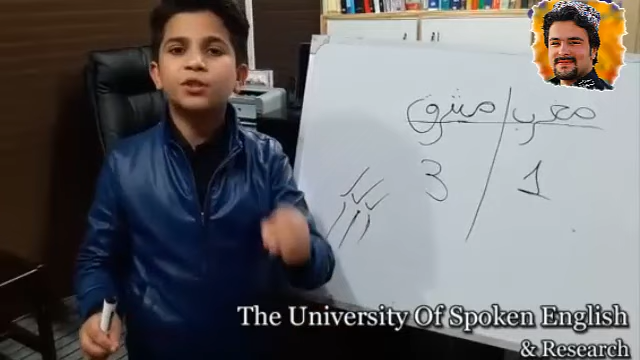 مغرب / مشرق
3 / 1
The University Of Spoken English
& Research